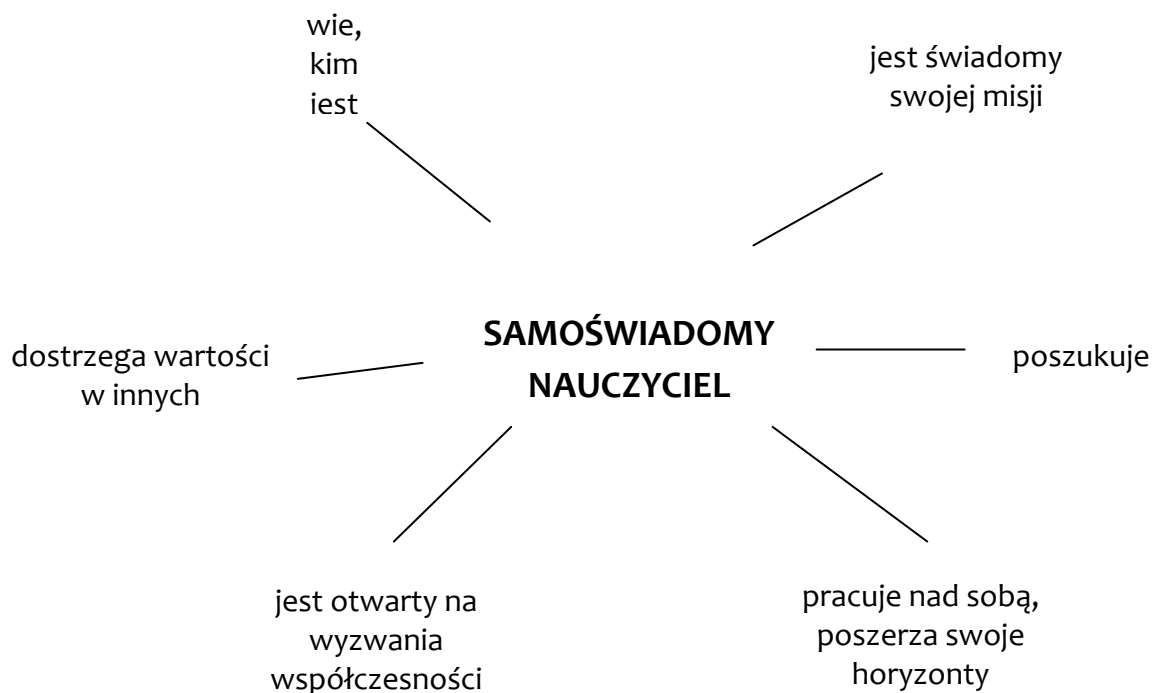 wie,
kim
iest
jest świadomy
swojej misji
SAMOŚWIADOMY
NAUCZYCIEL
dostrzega wartości
w innych
poszukuje
jest otwarty na
wyzwania
współczesności
pracuje nad sobą,
poszerza swoje
horyzonty